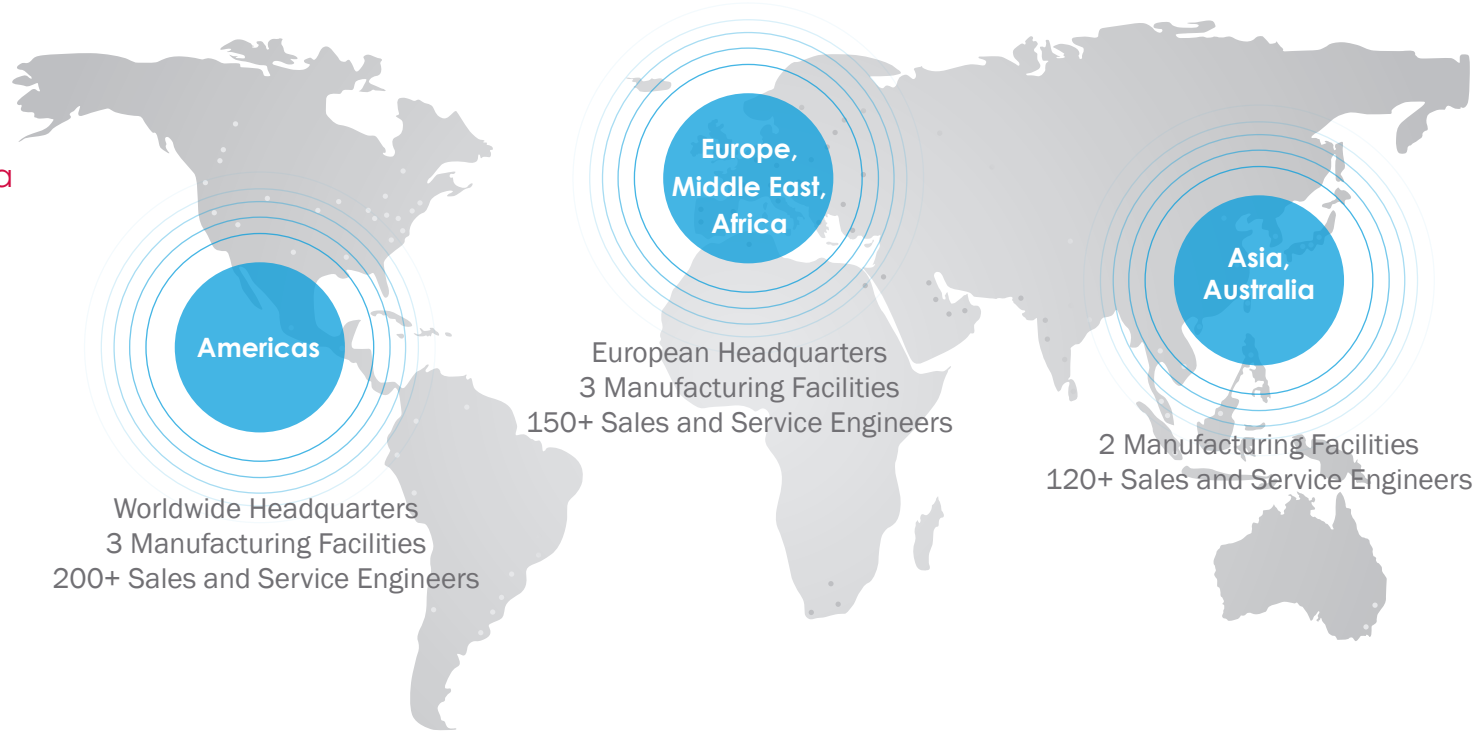 a
Europe,
Middle East,
Africa
European Headquarters
3 Manufacturing Facilities
150+ Sales and Service Engineers
Asia,
Australia
2 Manufacturing Facilities
120+ Sales and Service Engineers
Americas
Worldwide Headquarters
3 Manufacturing Facilities
200+ Sales and Service Engineers